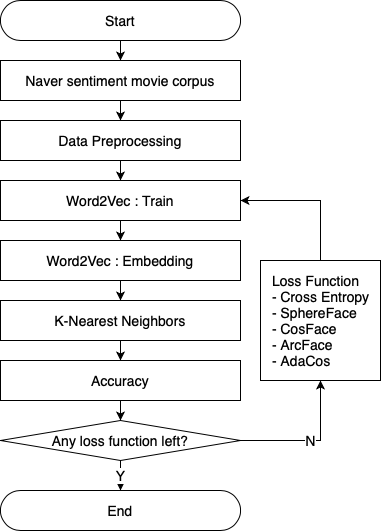 Start
Naver sentiment movie corpus
Data Preprocessing
Word2Vec : Train
Word2Vec : Embedding
K-Nearest Neighbors
Accuracy
Any loss function left?
Y
End
N
Loss Function
- Cross Entropy
- SphereFace
- CosFace
- ArcFace
- AdaCos